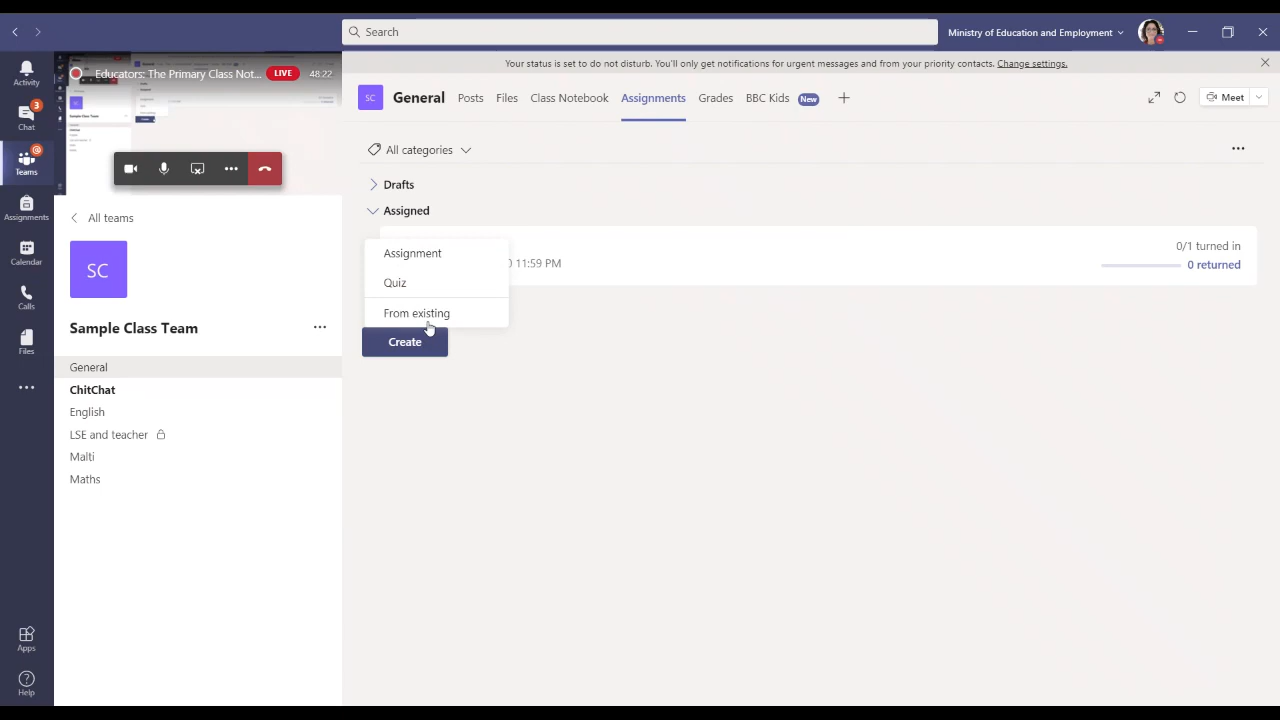 Search
Ministry of Education and Employment
Activity
Chat
3
Teams
Assignments
Calendar
Calls
Files
Apps
Help
Educators: The Primary Class Not...
LIVE
48:22
All teams
SC
Sample Class Team
General
ChitChat
English
LSE and teacher
Malti
Maths
Your status is set to do not disturb. You'll only get notifications for urgent messages and from your priority contacts. Change settings.
SC
General
Posts
Files
Class Notebook
Assignments
Grades
BBC Kids
New
Meet
All categories
Drafts
Assigned
11:59 PM
0/1 turned in
0 returned
Assignment
Quiz
From existing
Create